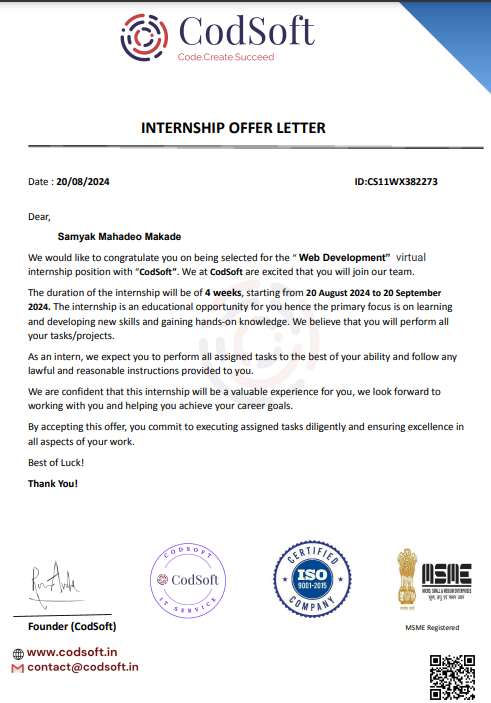 CodSoft
Code.Create.Succeed
INTERNSHIP OFFER LETTER
Date : 20/08/2024 ID:CS11WX382273
Dear,
Samyak Mahadeo Makade
We would like to congratulate you on being selected for the “ Web Development” virtual
internship position with “CodSoft”. We at CodSoft are excited that you will join our team.
The duration of the internship will be of 4 weeks, starting from 20 August 2024 to 20 September
2024. The internship is an educational opportunity for you hence the primary focus is on learning
and developing new skills and gaining hands-on knowledge. We believe that you will perform all
your tasks/projects.
As an intern, we expect you to perform all assigned tasks to the best of your ability and follow any
lawful and reasonable instructions provided to you.
We are confident that this internship will be a valuable experience for you, we look forward to
working with you and helping you achieve your career goals.
By accepting this offer, you commit to executing assigned tasks diligently and ensuring excellence in
all aspects of your work.
Best of Luck!
Thank You!
CODSOFT
CodSoft
IT SERVICE
CERTIFIED
ISO
9001-2015
COMPANY
MSME
MICRO, SMALL & MEDIUM ENTERPRISES
Founder (CodSoft)
MSME Registered
www.codsoft.in
contact@codsoft.in